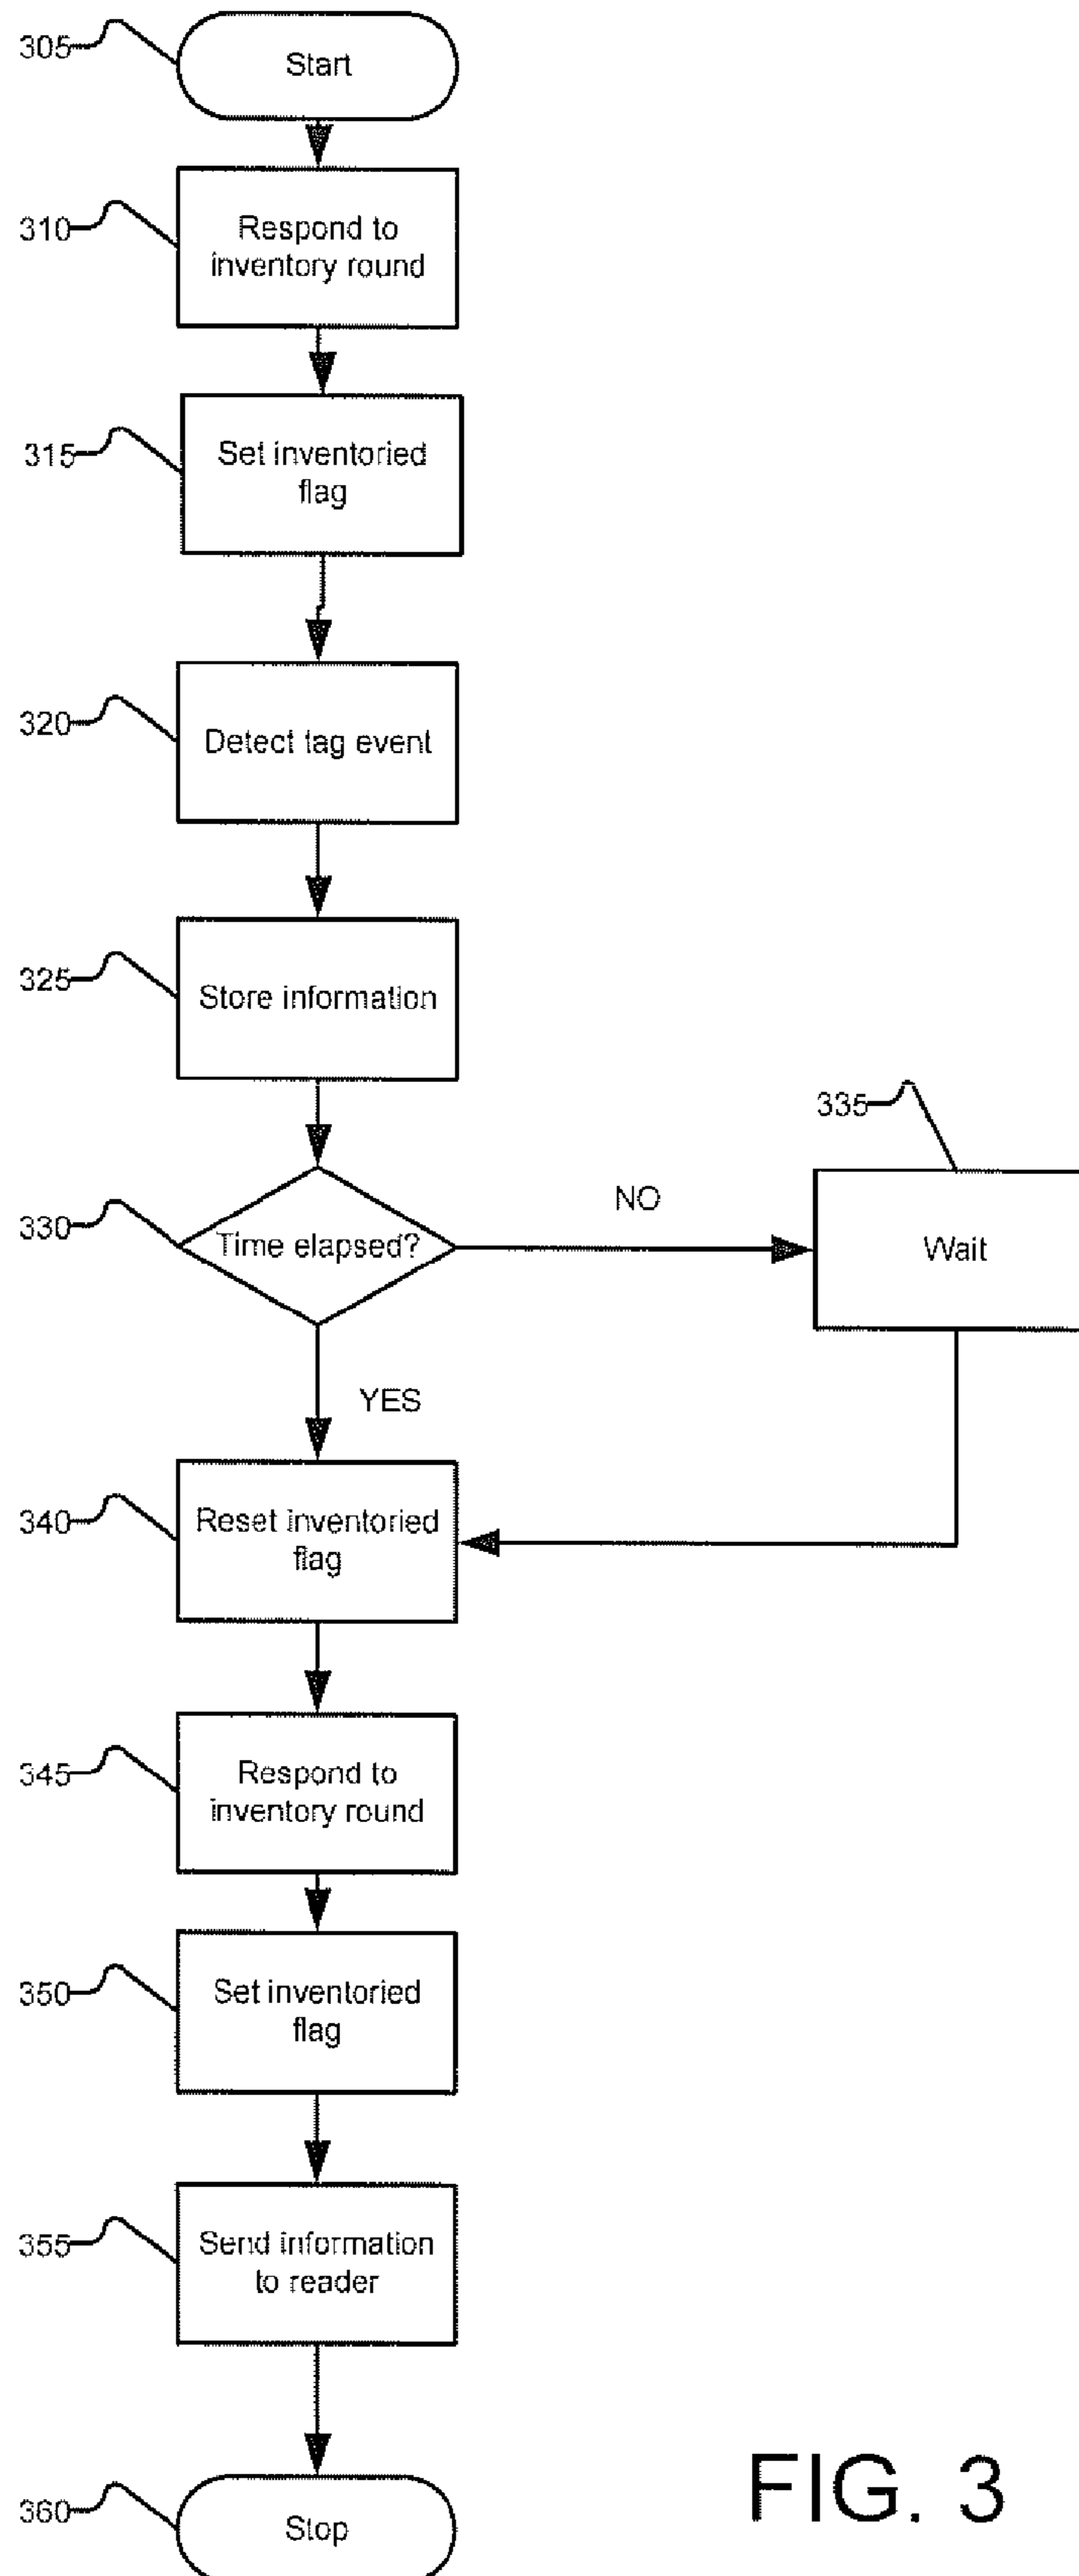 305
Start
310
Respond to
inventory round
315
Set inventoried
flag
320
Detect tag event
325
Store information
330
Time elapsed?
NO
335
Wait
YES
340
Reset inventoried
flag
345
Respond to
inventory round
350
Set inventoried
flag
355
Send information
to reader
360
Stop
FIG. 3